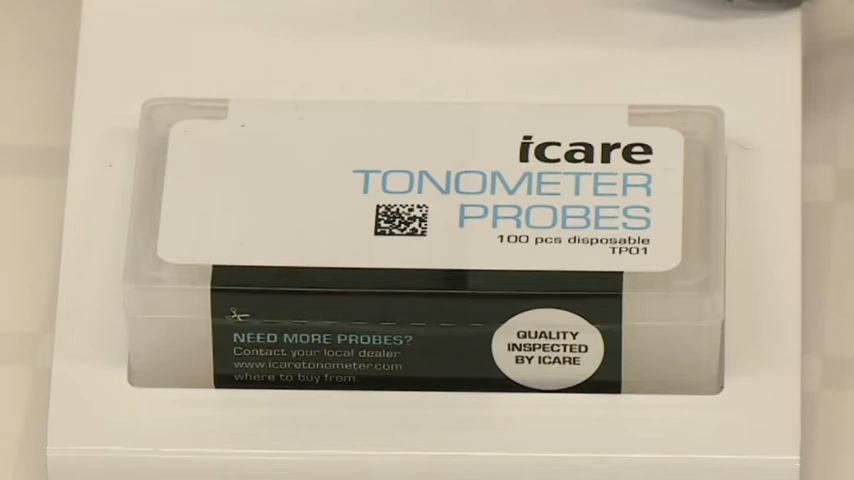 icare
TONOMETER
PROBES
100 pcs disposable
TP01
NEED MORE PROBES?
Contact your local dealer
www.icaretonometer.com
where to buy from.
QUALITY
INSPECTED
BY ICARE